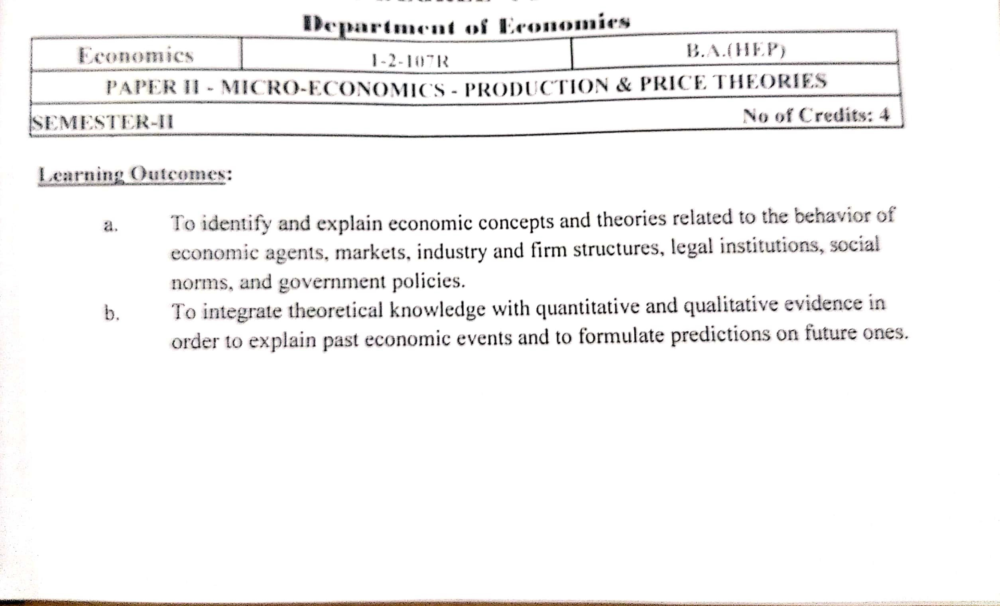 Department of Economics
Economics 1-2-107R B.A.(HEP)
PAPER II - MICRO-ECONOMICS - PRODUCTION & PRICE THEORIES
SEMESTER-II No of Credits: 4
Learning Outcomes:
a. To identify and explain economic concepts and theories related to the behavior of
economic agents, markets, industry and firm structures, legal institutions, social
norms, and government policies.
b. To integrate theoretical knowledge with quantitative and qualitative evidence in
order to explain past economic events and to formulate predictions on future ones.